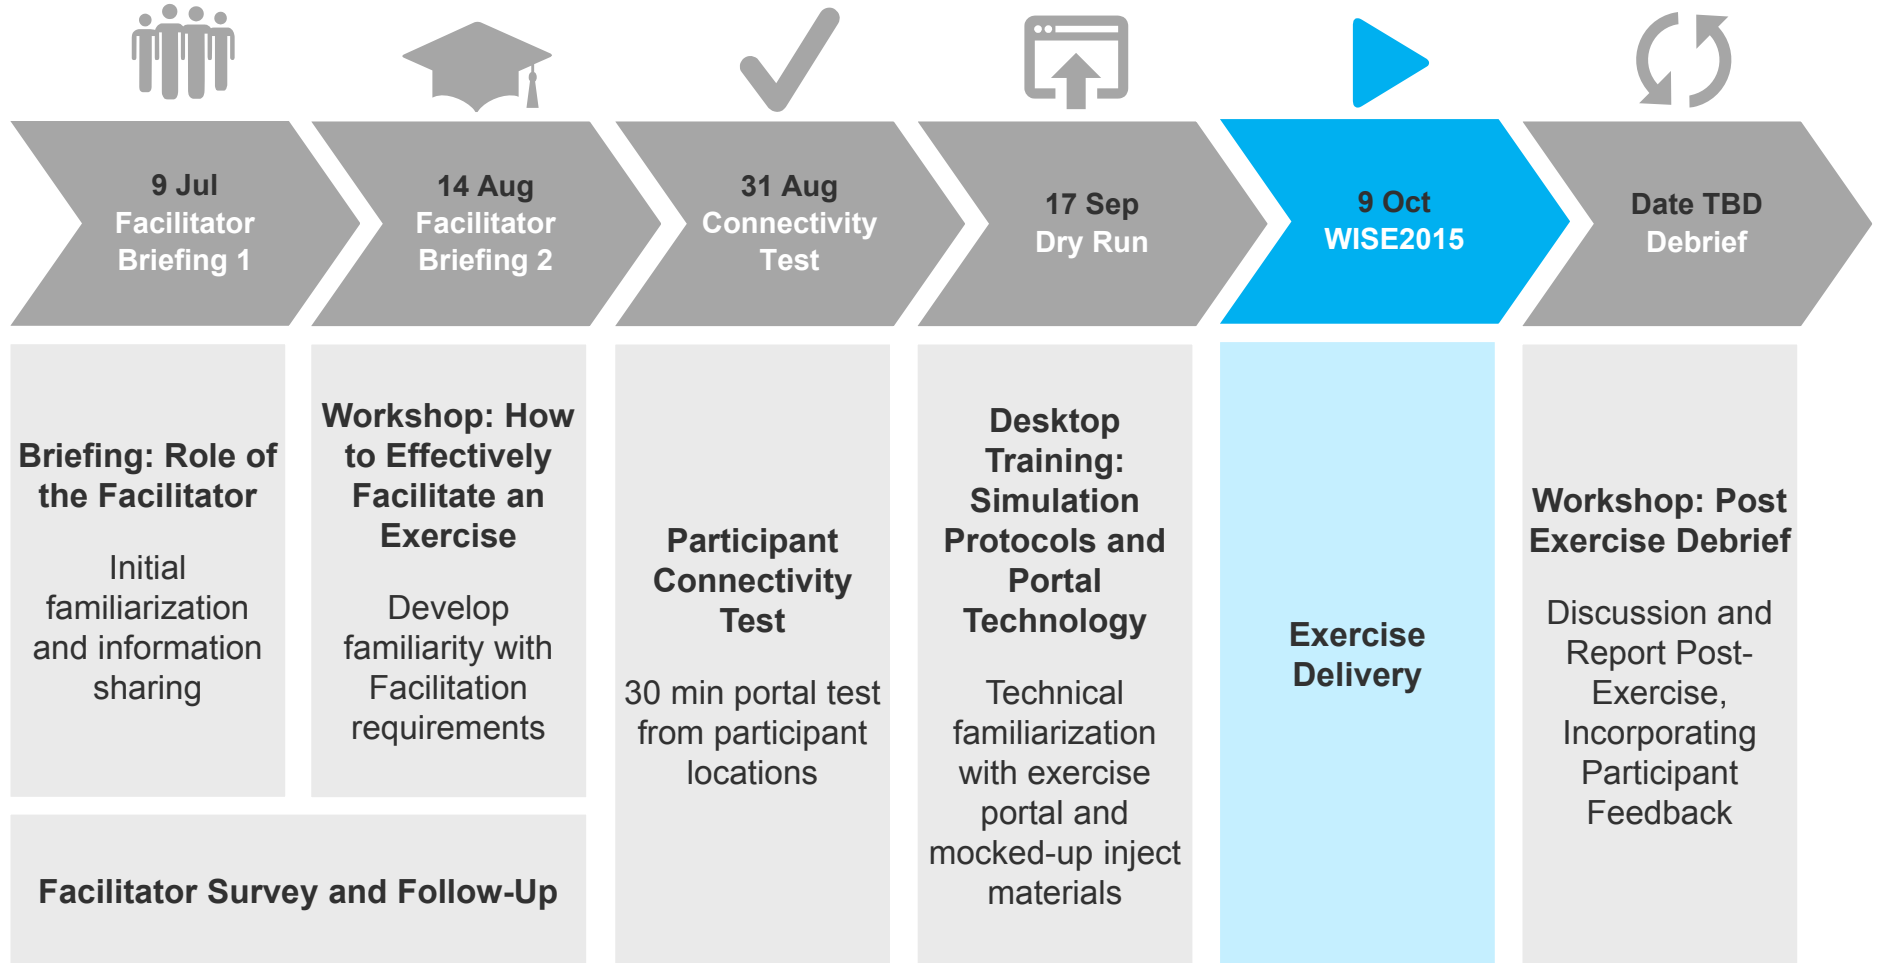 9 Jul
Facilitator
Briefing 1
14 Aug
Facilitator
Briefing 2
31 Aug
Connectivity
Test
17 Sep
Dry Run
9 Oct
WISE2015
Date TBD
Debrief
Briefing: Role of
the Facilitator
Initial
familiarization
and information
sharing
Workshop: How
to Effectively
Facilitate an
Exercise
Develop
familiarity with
Facilitation
requirements
Facilitator Survey and Follow-Up
Participant
Connectivity
Test
30 min portal test
from participant
locations
Desktop
Training:
Simulation
Protocols and
Portal
Technology
Technical
familiarization
with exercise
portal and
mocked-up inject
materials
Exercise
Delivery
Workshop: Post
Exercise Debrief
Discussion and
Report Post-
Exercise,
Incorporating
Participant
Feedback